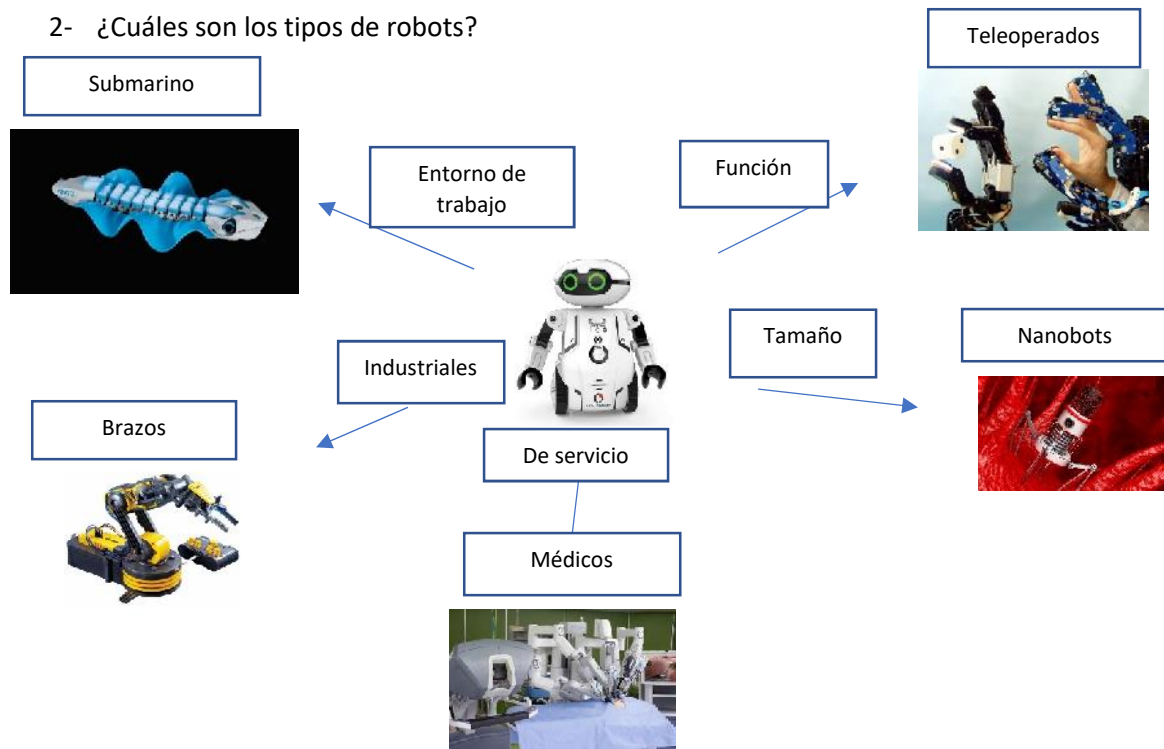 2- ¿Cuáles son los tipos de robots?
Teleoperados
Submarino
Entorno de
trabajo
Función
Tamaño
Nanobots
Industriales
Brazos
De servicio
Médicos